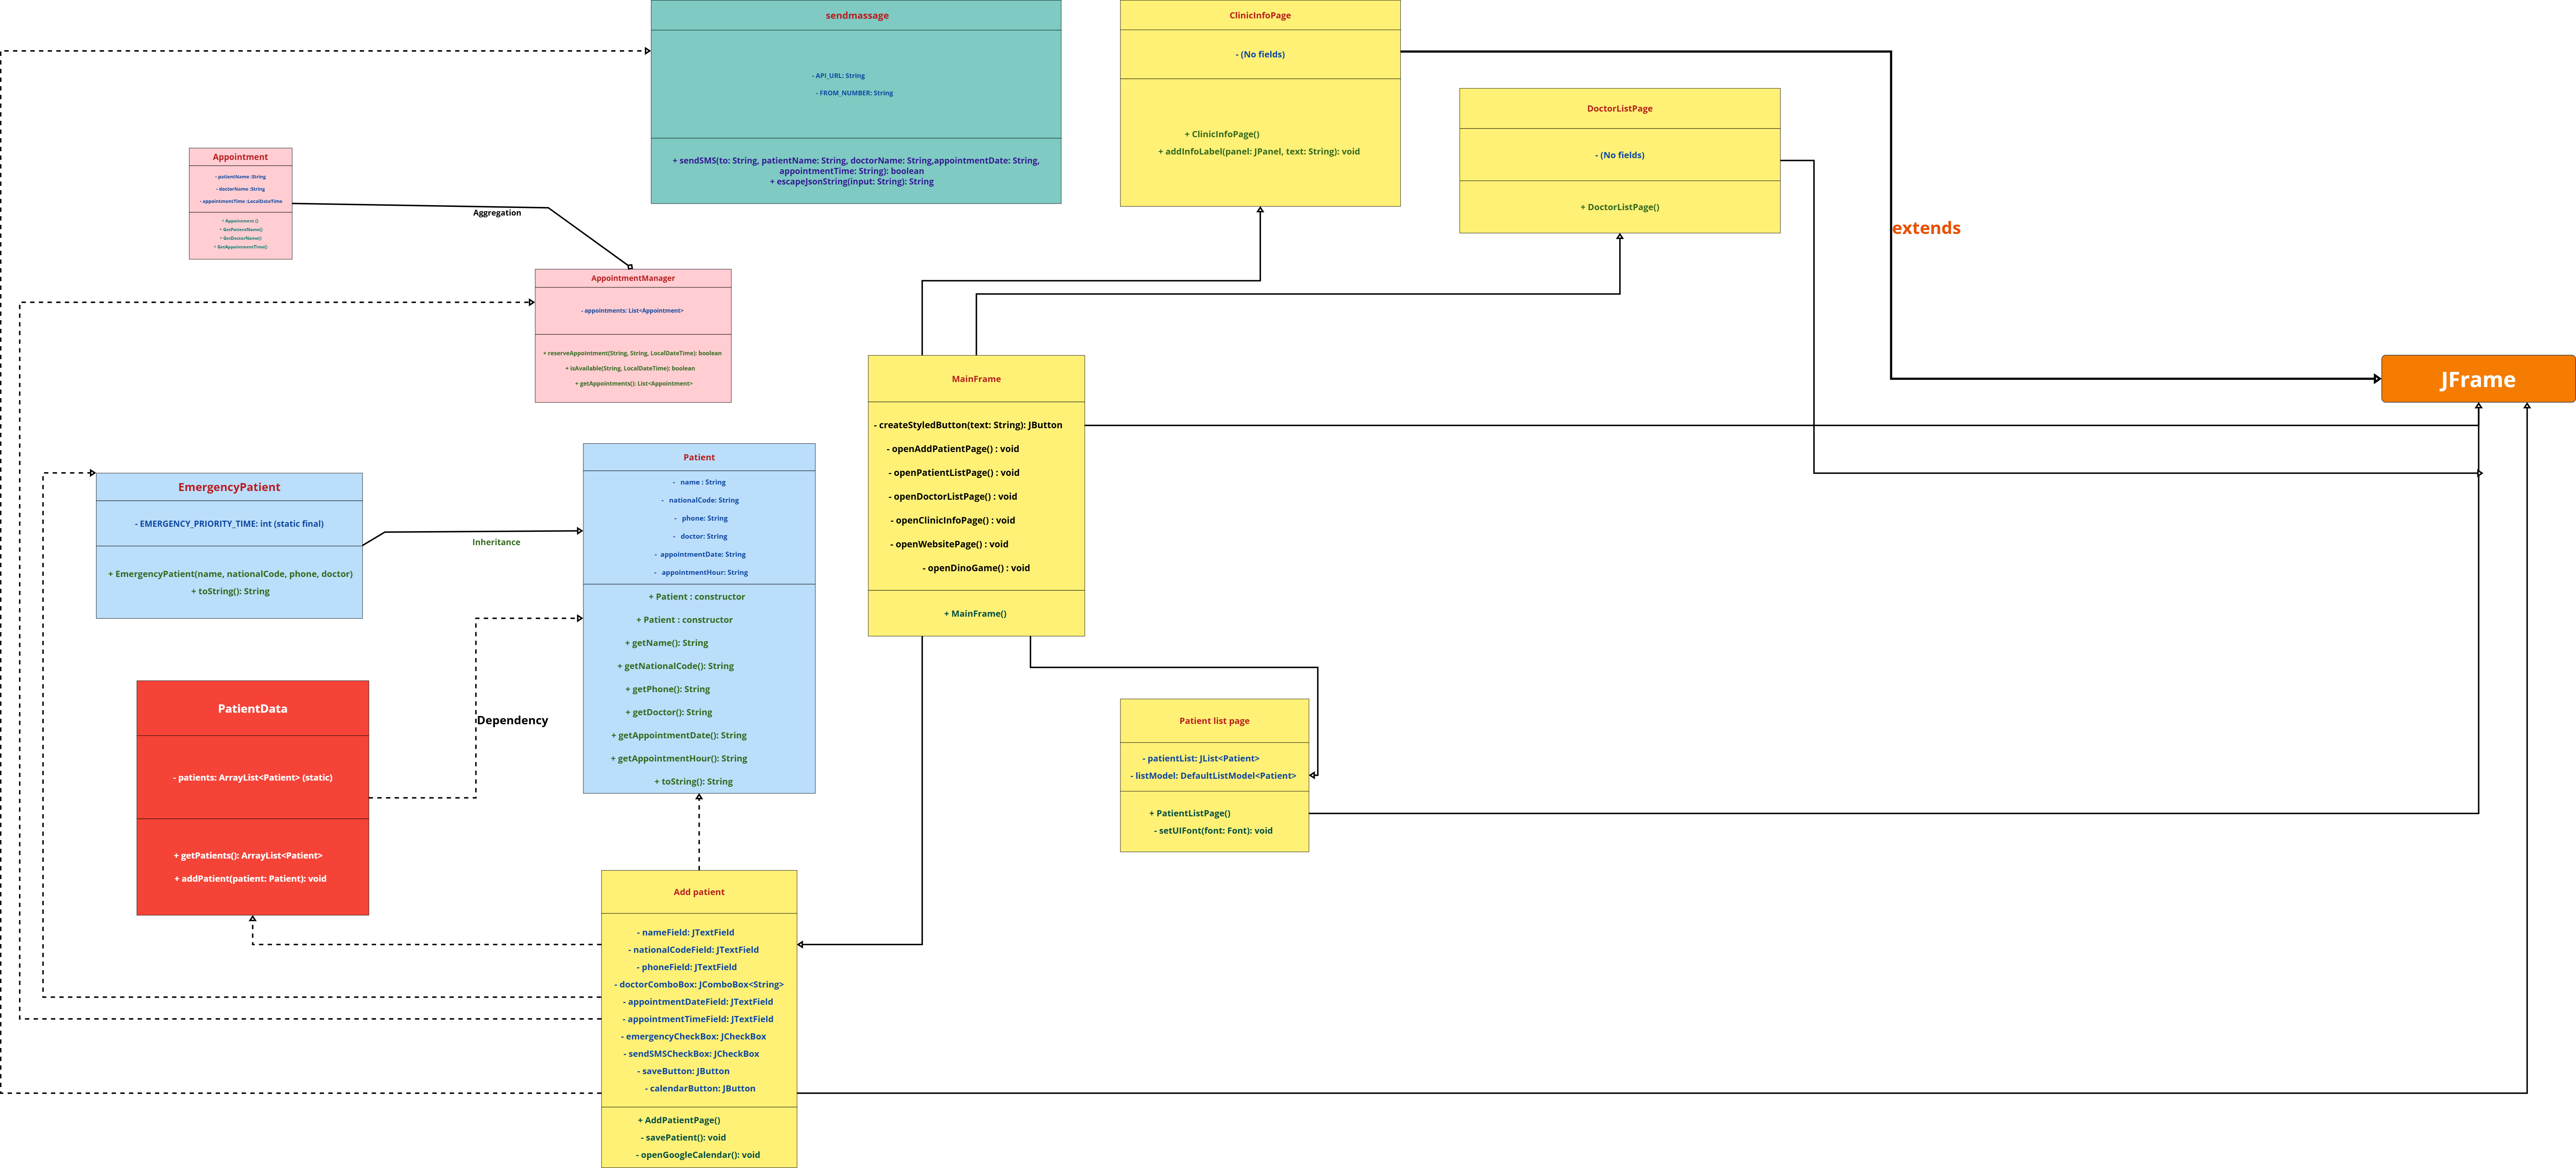 sendmassage
- API_URL: String
- FROM_NUMBER: String
+ sendSMS(to: String, patientName: String, doctorName: String,appointmentDate: String,
appointmentTime: String): boolean
+ escapeJsonString(input: String): String
ClinicInfoPage
- (No fields)
+ ClinicInfoPage()
+ addInfoLabel(panel: JPanel, text: String): void
DoctorListPage
- (No fields)
+ DoctorListPage()
extends
JFrame
Appointment
- patientName :String
- doctorName :String
- appointmentTime :LocalDateTime
+ Appoinment ()
+ GetPatientName()
+ GetDoctorName()
+ GetAppointmentTime()
Aggregation
AppointmentManager
- appointments: List<Appointment>
+ reserveAppointment(String, String, LocalDateTime): boolean
+ isAvailable(String, LocalDateTime): boolean
+ getAppointments(): List<Appointment>
MainFrame
- createStyledButton(text: String): JButton
- openAddPatientPage() : void
- openPatientListPage() : void
- openDoctorListPage() : void
- openClinicInfoPage() : void
- openWebsitePage() : void
- openDinoGame() : void
+ MainFrame()
EmergencyPatient
- EMERGENCY_PRIORITY_TIME: int (static final)
+ EmergencyPatient(name, nationalCode, phone, doctor)
+ toString(): String
Inheritance
Patient
- name : String
- nationalCode: String
- phone: String
- doctor: String
- appointmentDate: String
- appointmentHour: String
+ Patient : constructor
+ Patient : constructor
+ getName(): String
+ getNationalCode(): String
+ getPhone(): String
+ getDoctor(): String
+ getAppointmentDate(): String
+ getAppointmentHour(): String
+ toString(): String
PatientData
- patients: ArrayList<Patient> (static)
+ getPatients(): ArrayList<Patient>
+ addPatient(patient: Patient): void
Dependency
Patient list page
- patientList: JList<Patient>
- listModel: DefaultListModel<Patient>
+ PatientListPage()
- setUIFont(font: Font): void
Add patient
- nameField: JTextField
- nationalCodeField: JTextField
- phoneField: JTextField
- doctorComboBox: JComboBox<String>
- appointmentDateField: JTextField
- appointmentTimeField: JTextField
- emergencyCheckBox: JCheckBox
- sendSMSCheckBox: JCheckBox
- saveButton: JButton
- calendarButton: JButton
+ AddPatientPage()
- savePatient(): void
- openGoogleCalendar(): void